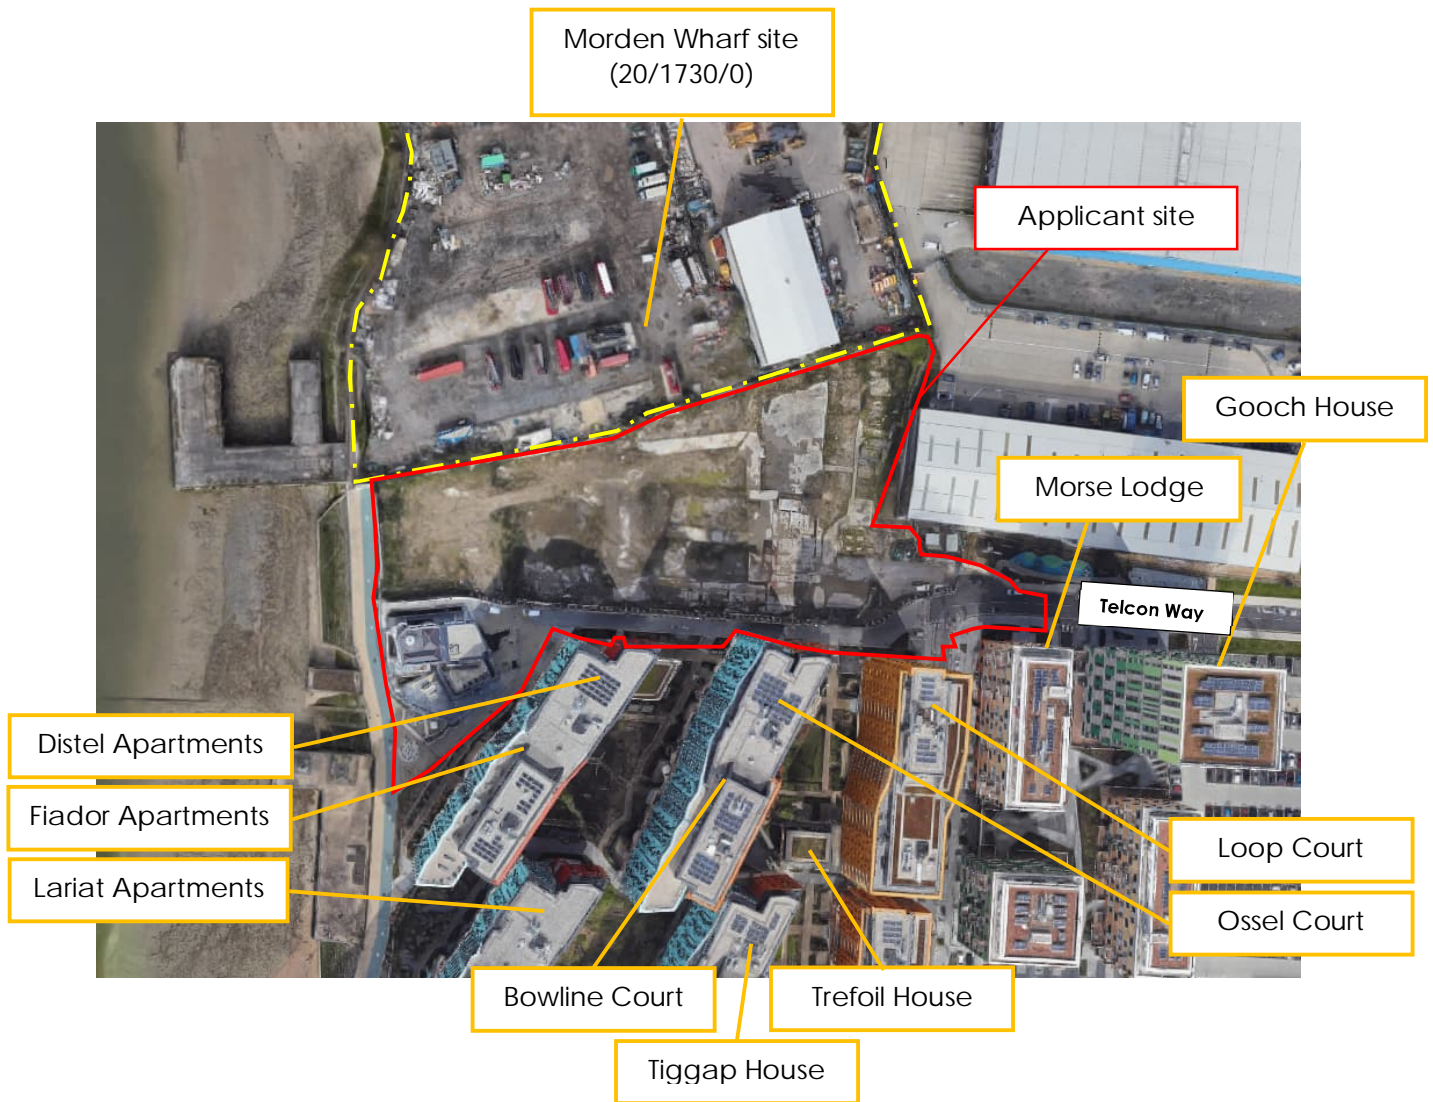 Morden Wharf site
(20/1730/0)
Applicant site
Gooch House
Morse Lodge
Telcon Way
Distel Apartments
Fiador Apartments
Lariat Apartments
Loop Court
Ossel Court
Bowline Court
Trefoil House
Tiggap House